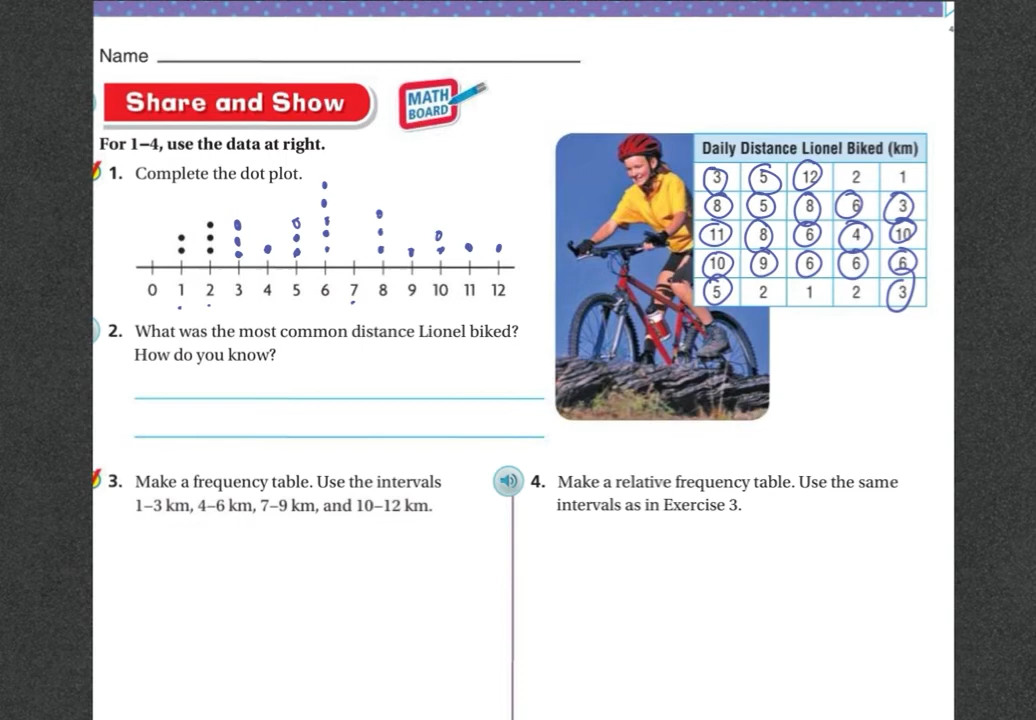 Name
Share and Show
MATH
BOARD
For 1–4, use the data at right.
1. Complete the dot plot.
0 1 2 3 4 5 6 7 8 9 10 11 12
Daily Distance Lionel Biked (km)
3 5 12 2 1
8 5 8 6 3
11 8 6 4 10
10 9 6 6 6
5 2 1 2 3
2. What was the most common distance Lionel biked?
How do you know?
3. Make a frequency table. Use the intervals
1–3 km, 4–6 km, 7–9 km, and 10–12 km.
4. Make a relative frequency table. Use the same
intervals as in Exercise 3.